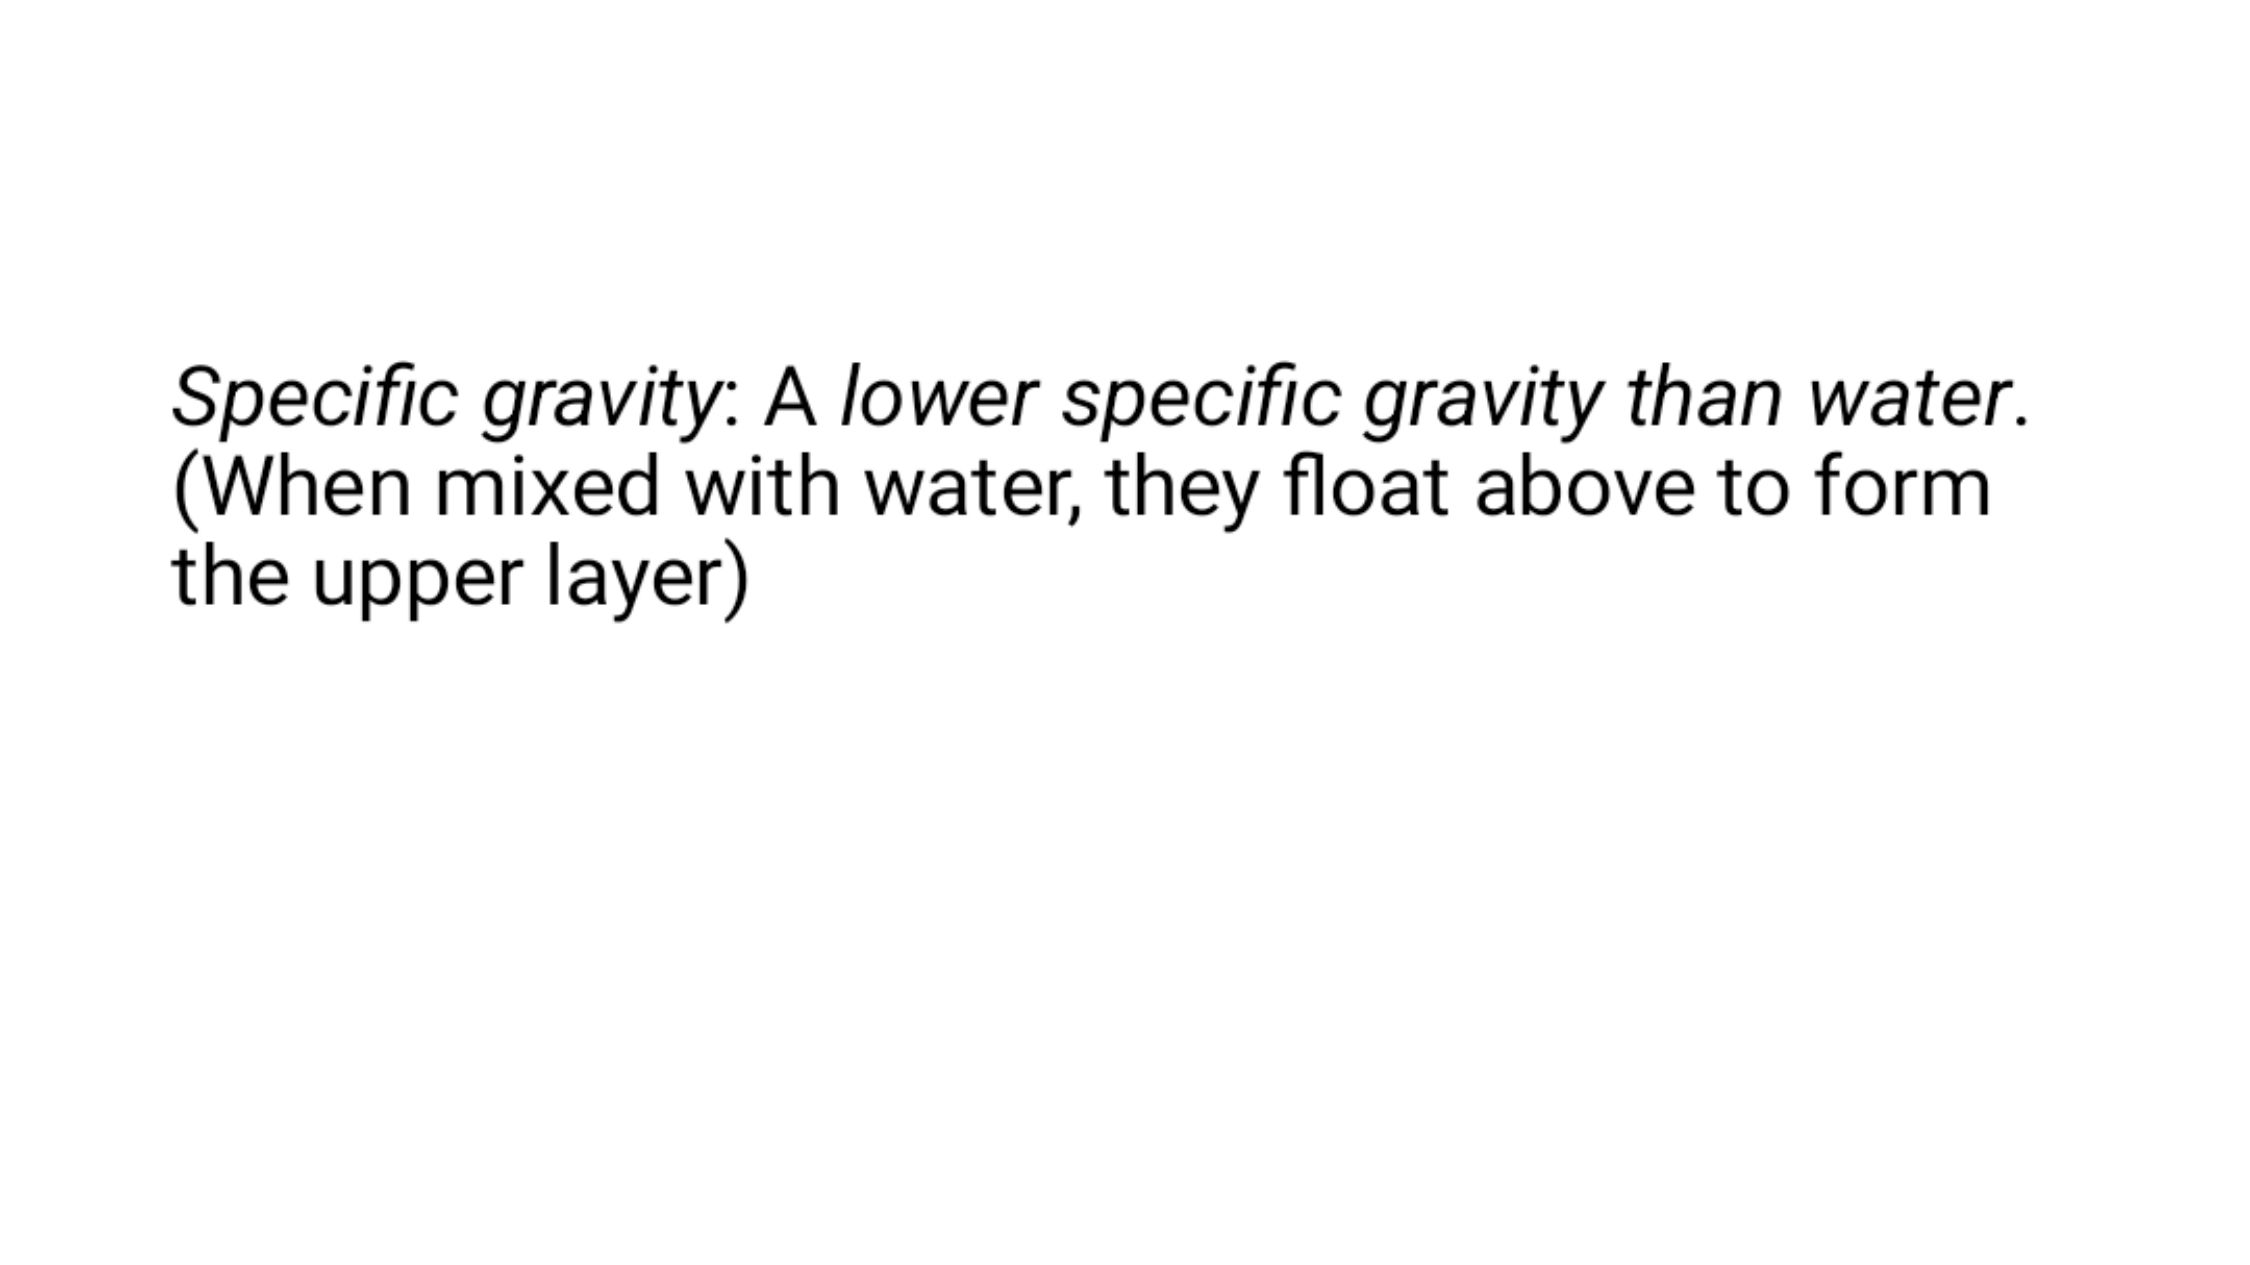 Specific gravity: A lower specific gravity than water.
(When mixed with water, they float above to form
the upper layer)